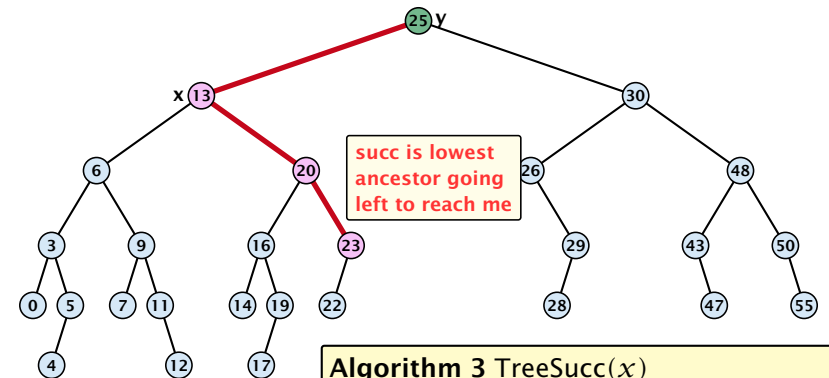 25 y
x 13 30
6 20 succ is lowest 26 48
ancestor going
left to reach me
3 9 16 23 29 43 50
0 5 7 11 14 19 22 28 47 55
4 12 17
Algorithm 3 TreeSucc(x)